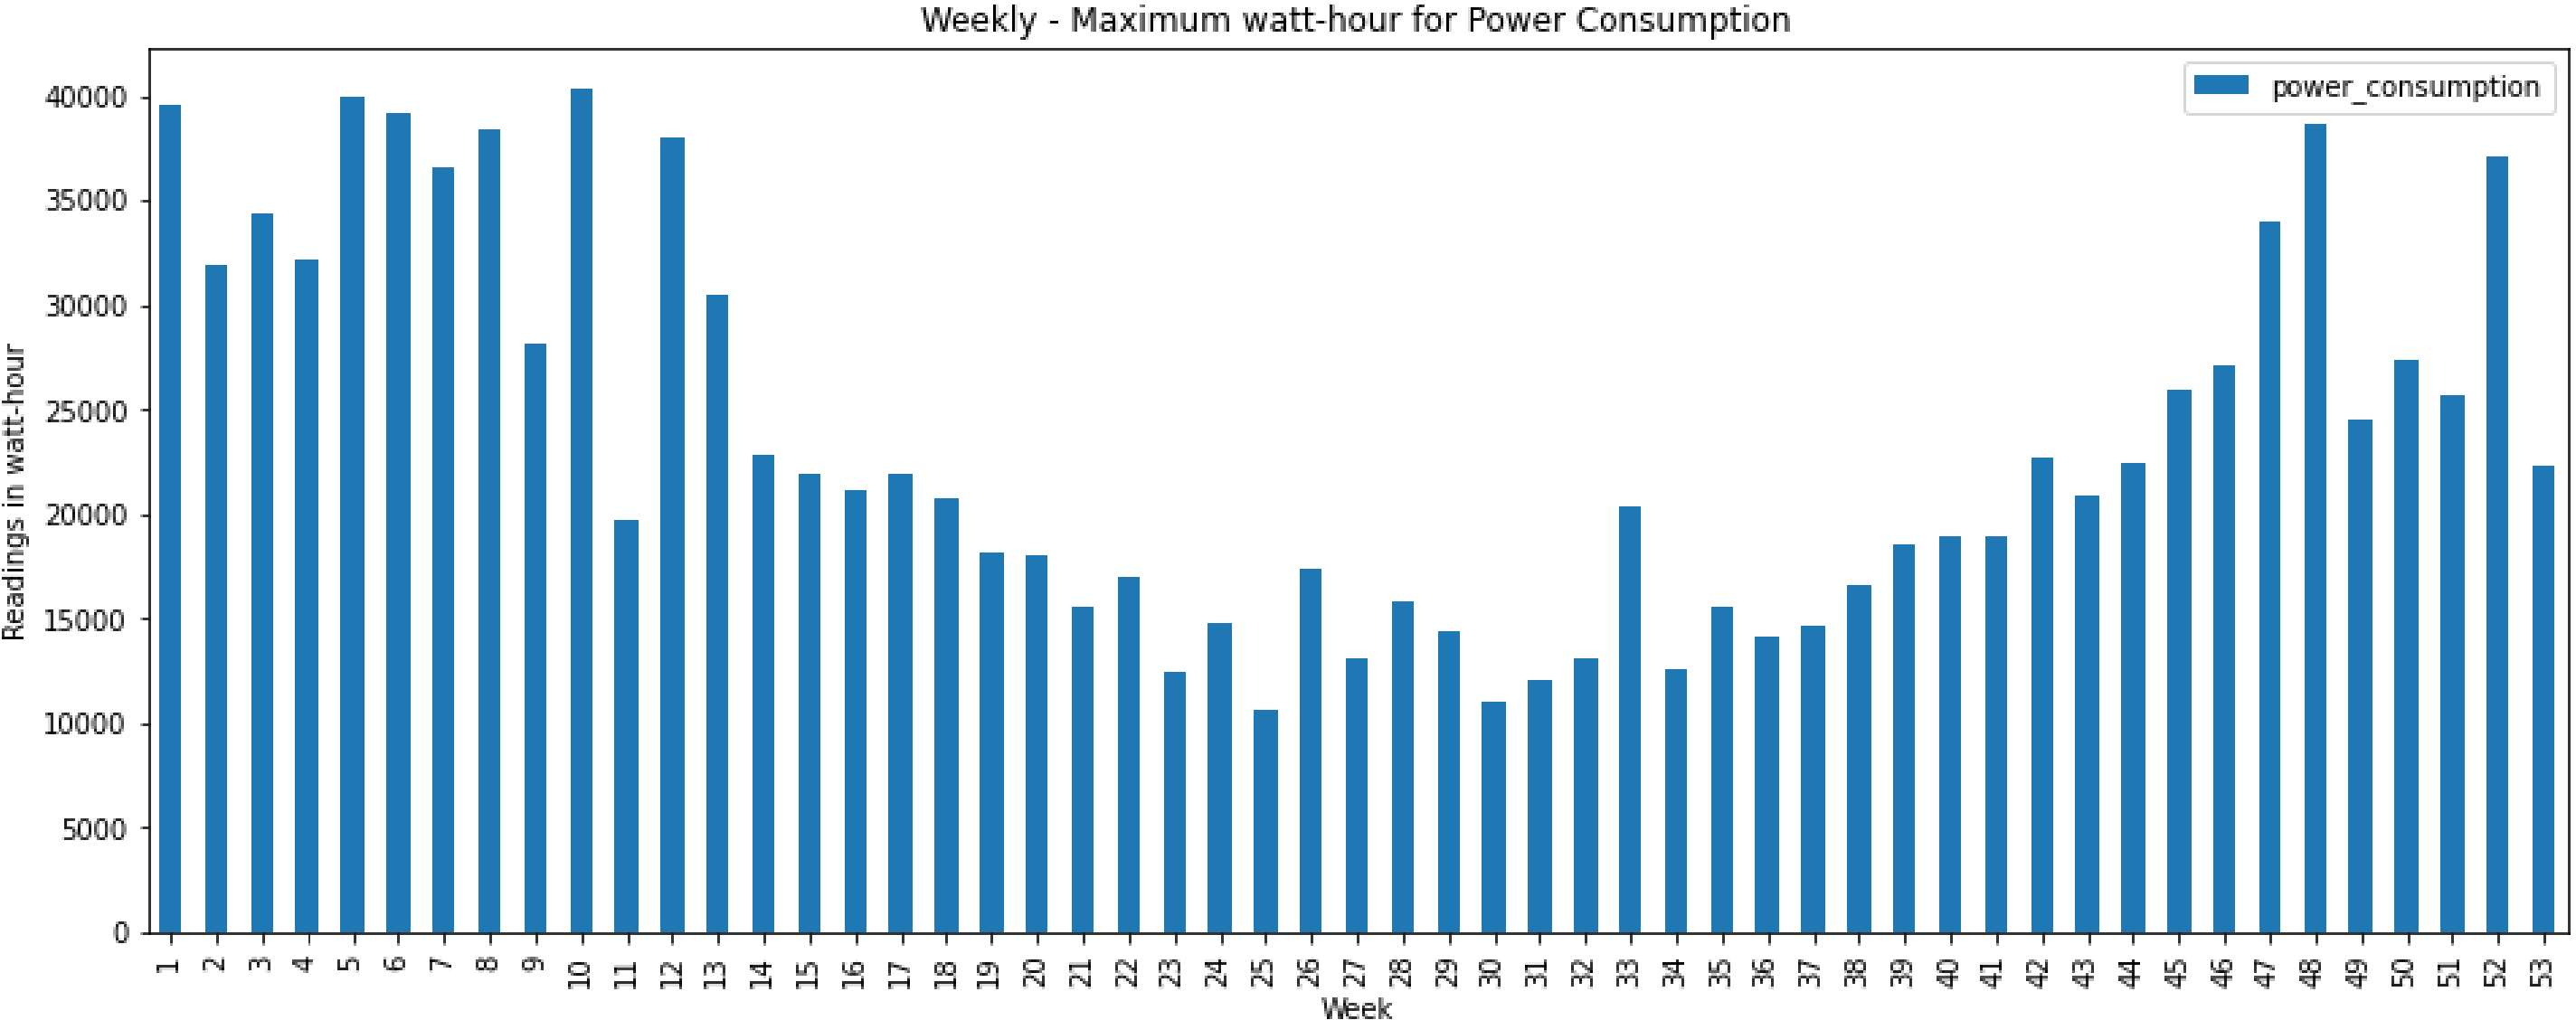 Weekly - Maximum watt-hour for Power Consumption
power_consumption
Readings in watt-hour
40000
35000
30000
25000
20000
15000
10000
5000
0
1 2 3 4 5 6 7 8 9 10 11 12 13 14 15 16 17 18 19 20 21 22 23 24 25 26 27 28 29 30 31 32 33 34 35 36 37 38 39 40 41 42 43 44 45 46 47 48 49 50 51 52 53
Week